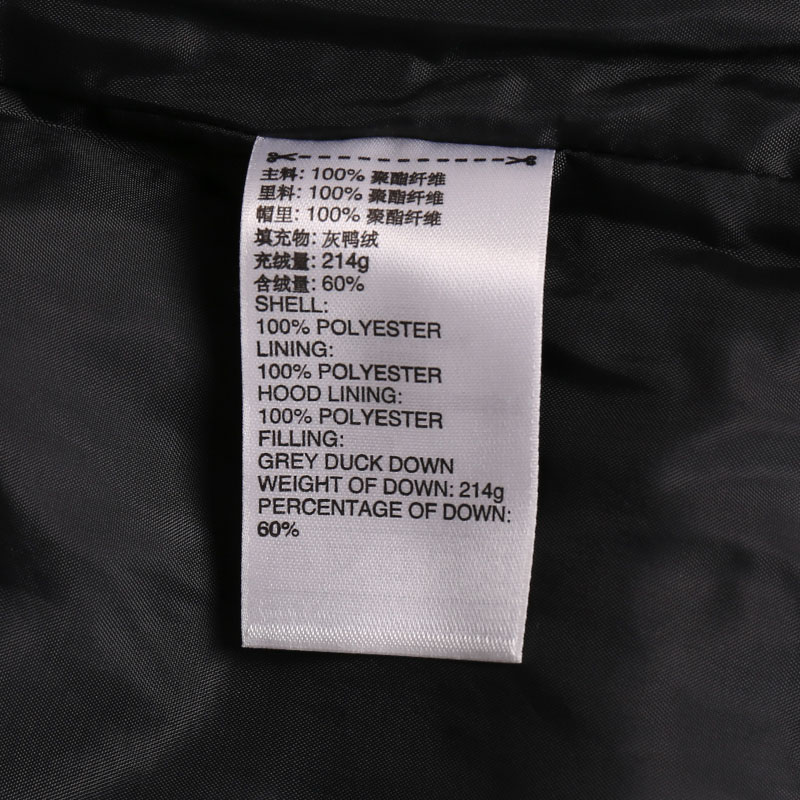 主料: 100% 聚酯纤维
里料: 100% 聚酯纤维
帽里: 100% 聚酯纤维
填充物: 灰鸭绒
充绒量: 214g
含绒量: 60%
SHELL:
100% POLYESTER
LINING:
100% POLYESTER
HOOD LINING:
100% POLYESTER
FILLING:
GREY DUCK DOWN
WEIGHT OF DOWN: 214g
PERCENTAGE OF DOWN:
60%